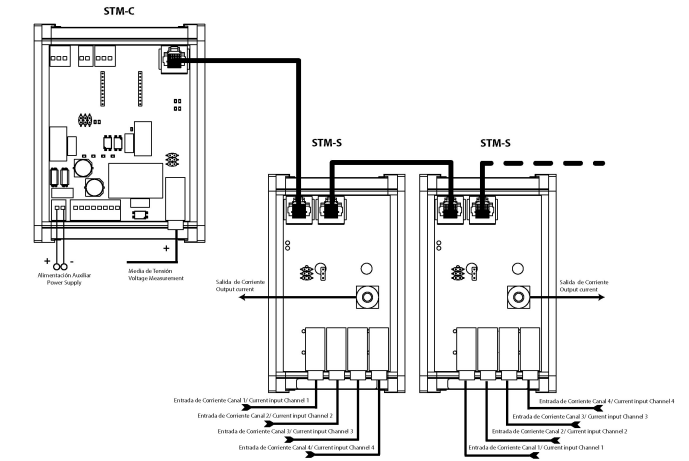 STM-C
STM-S
STM-S
+
-
Alimentación Auxiliar
Power Supply
+
Media de Tensión
Voltage Measurement
Salida de Corriente
Output current
Salida de Corriente
Output current
Entrada de Corriente Canal 1/ Current input Channel 1
Entrada de Corriente Canal 2/ Current input Channel 2
Entrada de Corriente Canal 3/ Current input Channel 3
Entrada de Corriente Canal 4/ Current input Channel 4
Entrada de Corriente Canal 4/ Current input Channel 4
Entrada de Corriente Canal 3/ Current input Channel 3
Entrada de Corriente Canal 2/ Current input Channel 2
Entrada de Corriente Canal 1/ Current input Channel 1